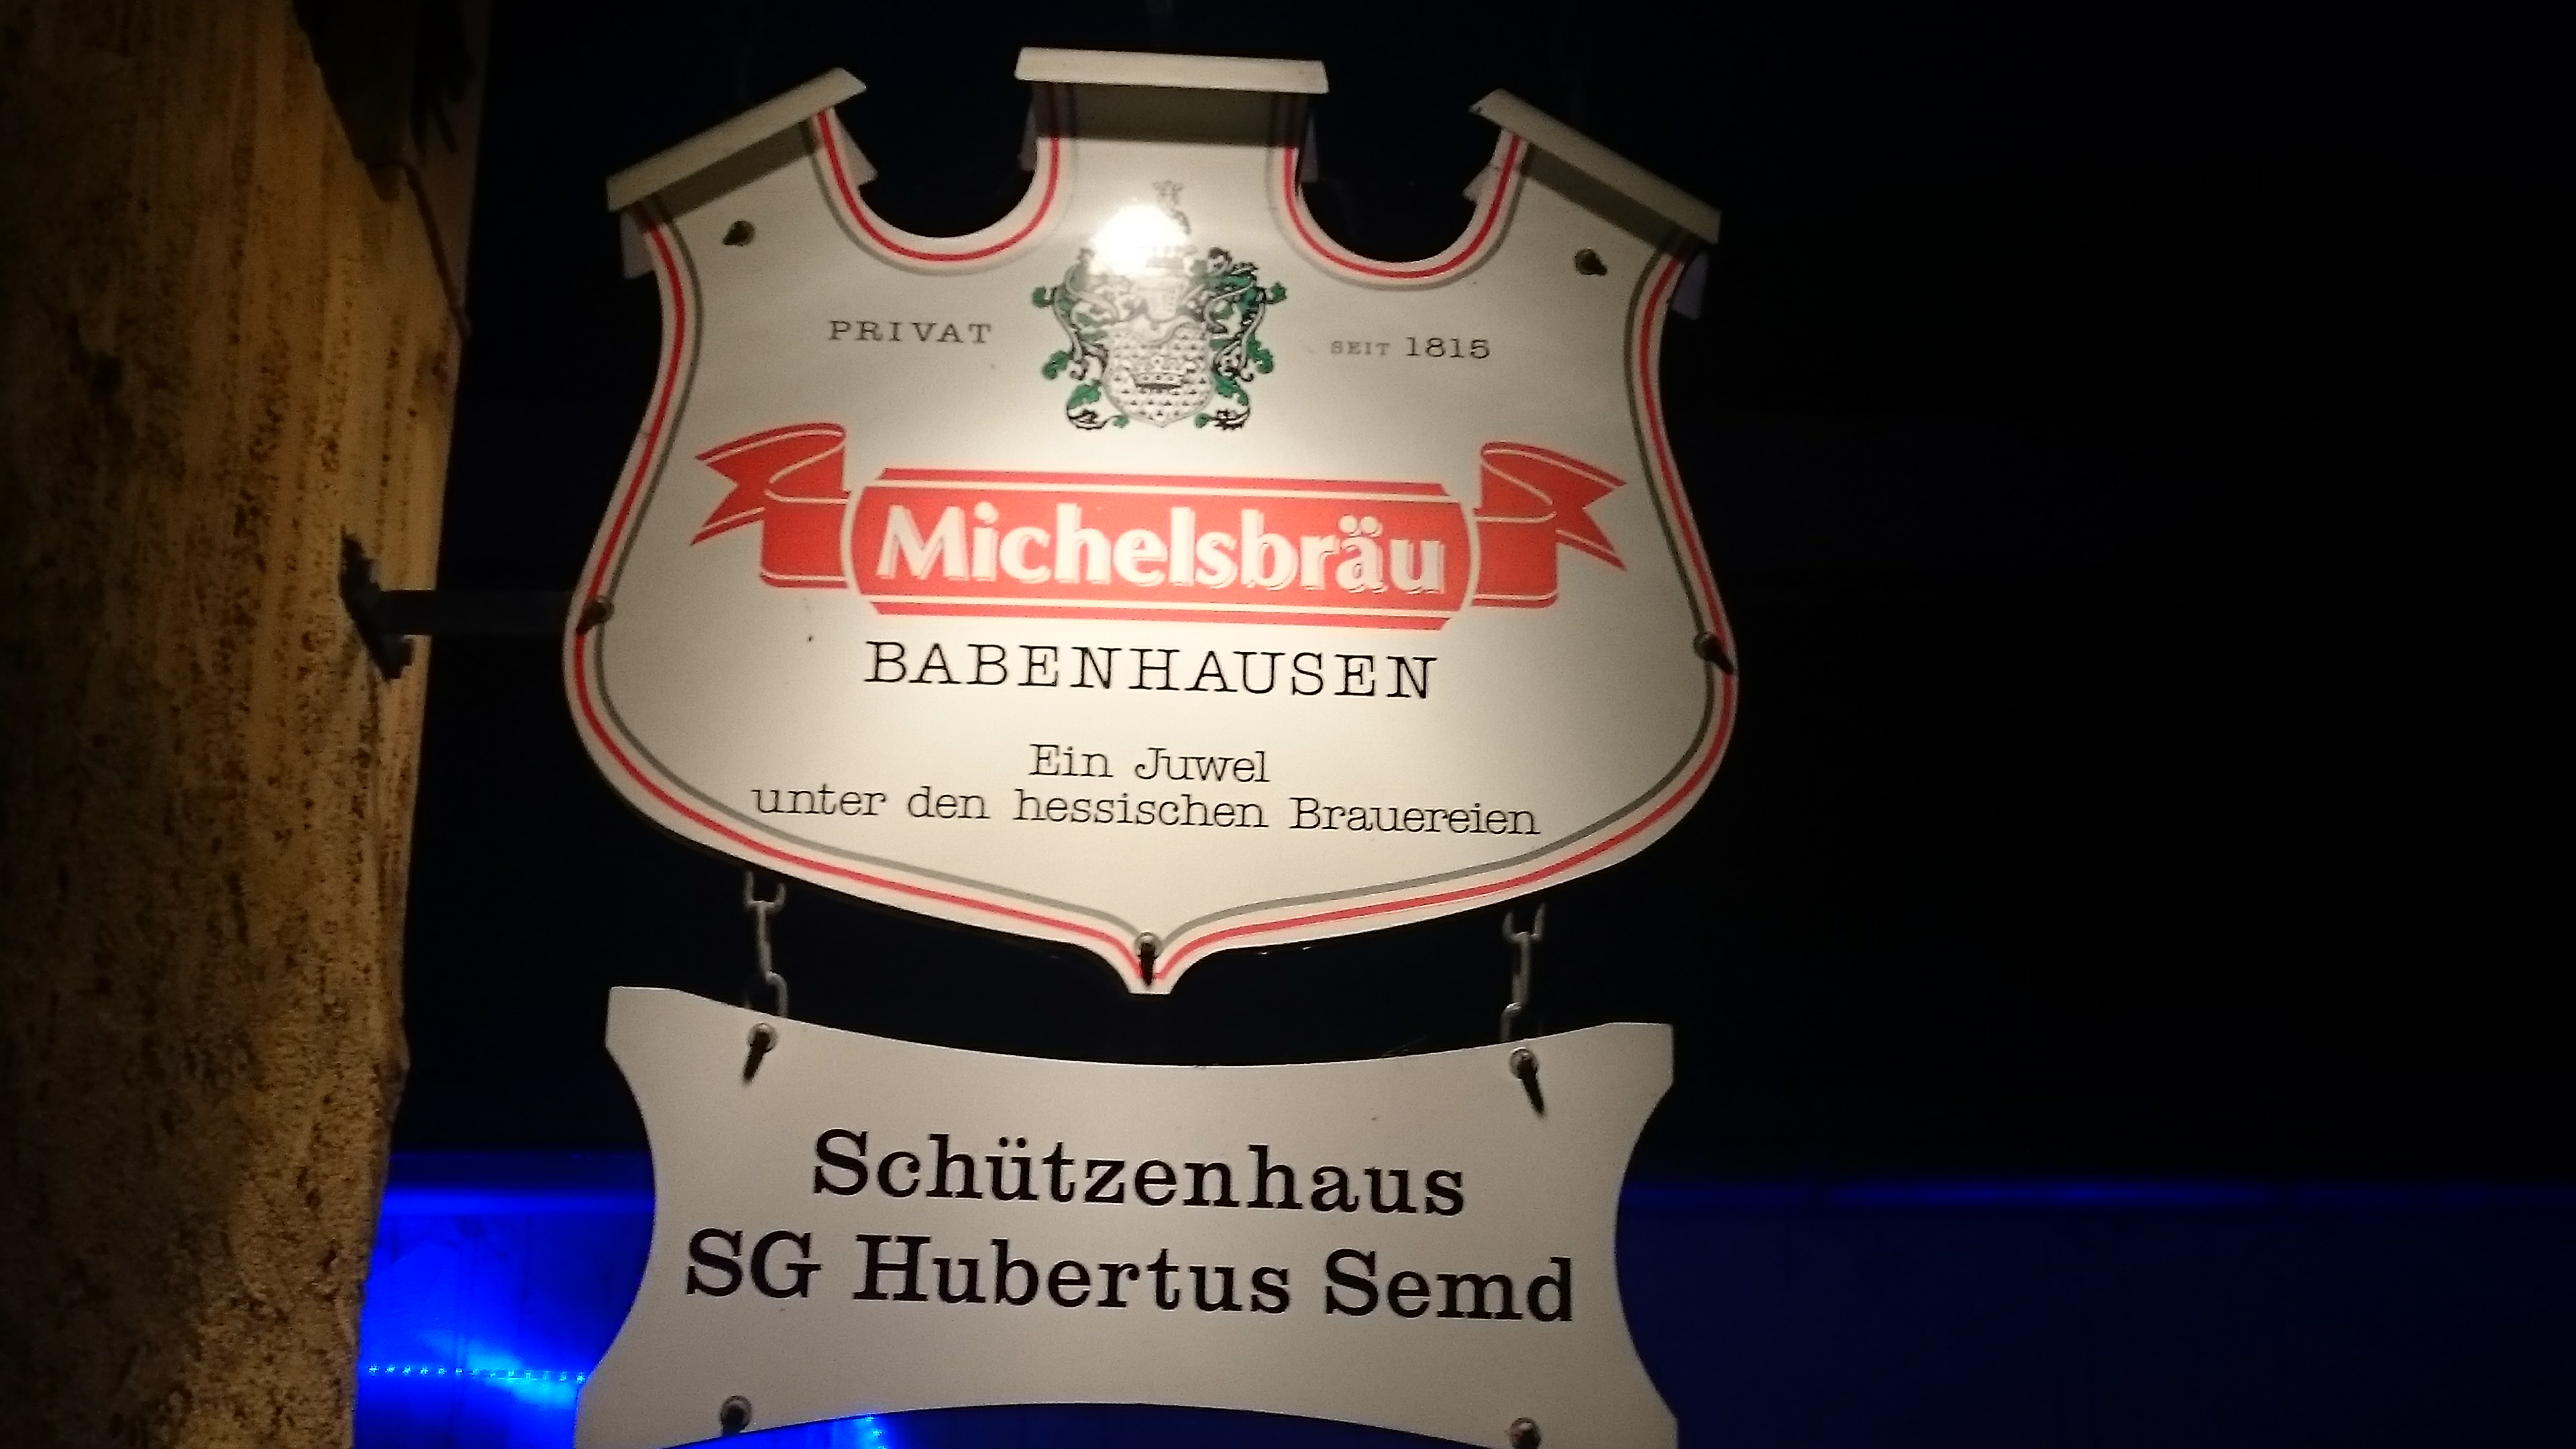 PRIVAT SEIT 1815
Michelsbräu
BABENHAUSEN
Ein Juwel
unter den hessischen Brauereien
Schützenhaus
SG Hubertus Semd